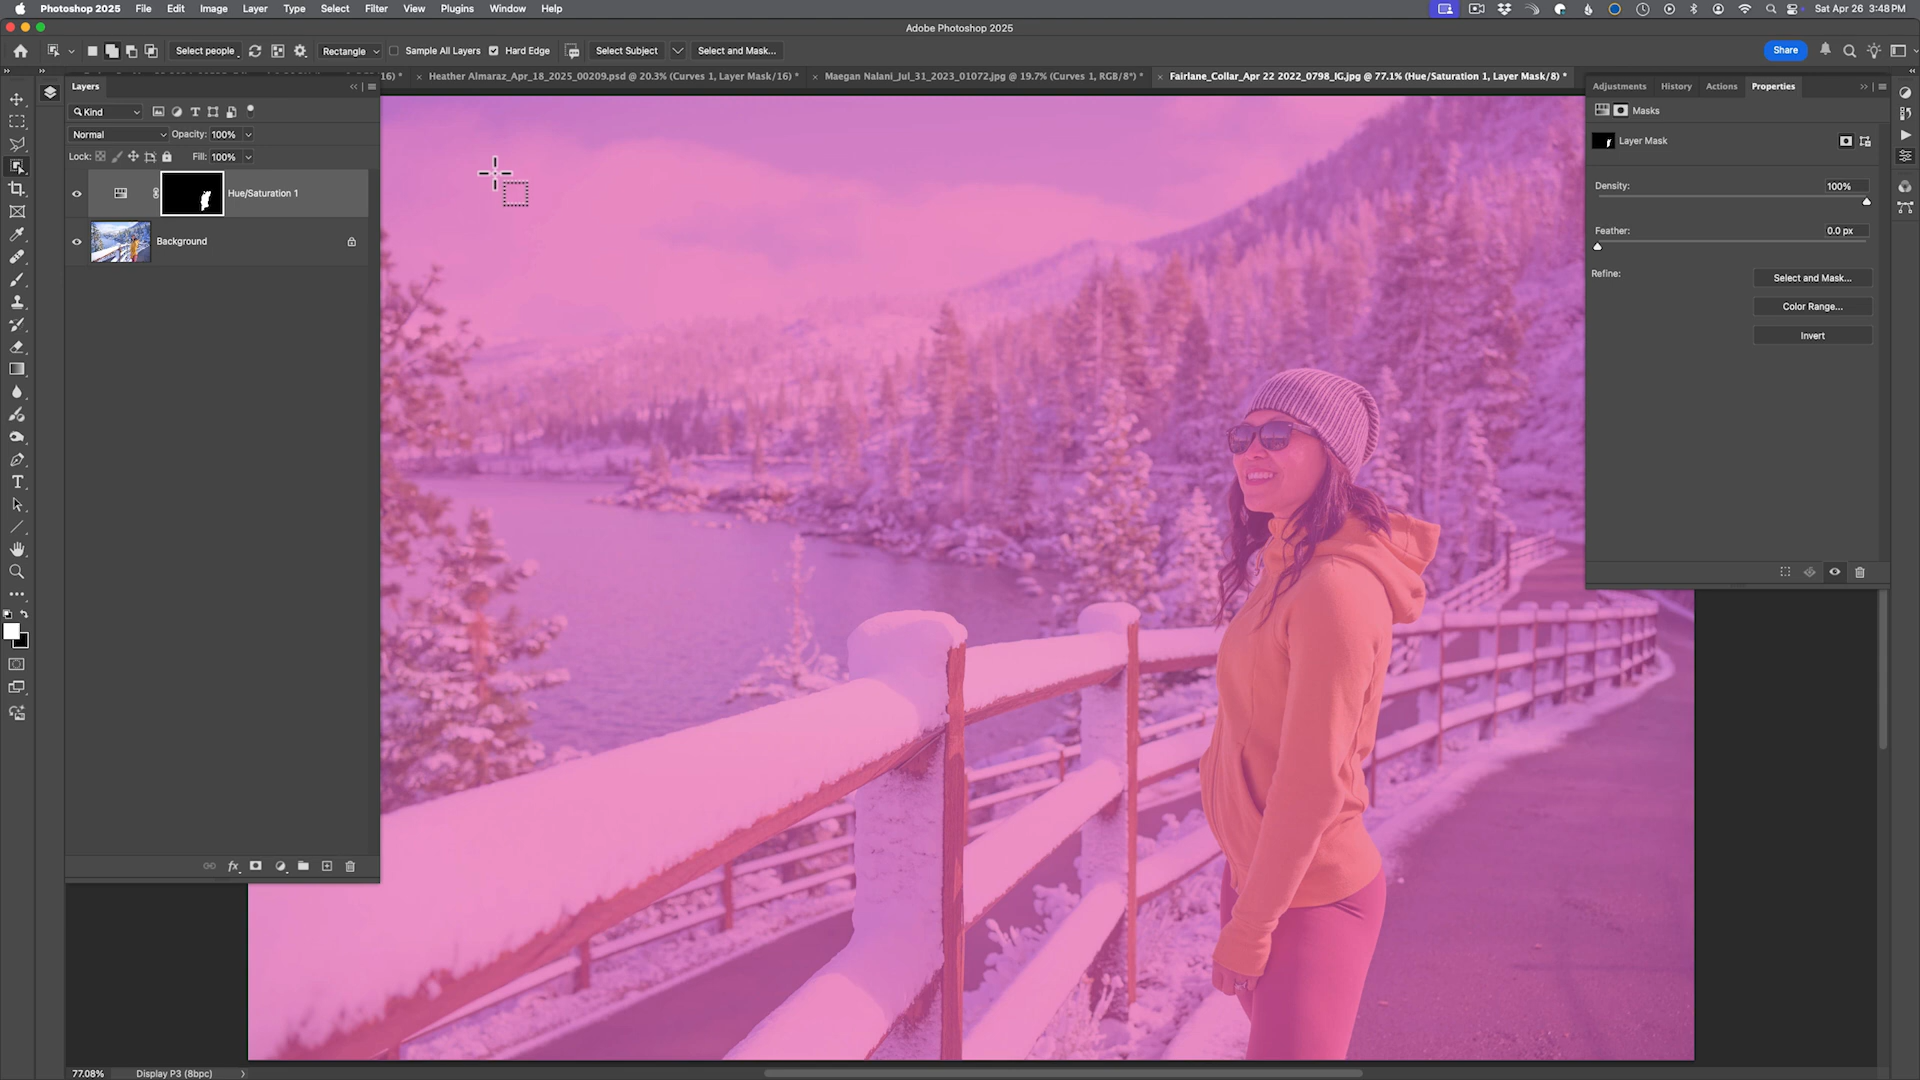 Photoshop 2025 File Edit Image Layer Type Select Filter View Plugins Window Help Sat Apr 26 3:48 PM
Adobe Photoshop 2025
Select people Rectangle Sample All Layers Hard Edge Select Subject Select and Mask... Share
16) * × Heather Almaraz_Apr_18_2025_00209.psd @ 20.3% (Curves 1, Layer Mask/16) * × Maegan Nalani_Jul_31_2023_01072.jpg @ 19.7% (Curves 1, RGB/8*) * × Fairlane_Collar_Apr 22 2022_0798_IG.jpg @ 77.1% (Hue/Saturation 1, Layer Mask/8) *
Layers
Kind
Normal Opacity: 100%
Lock: Fill: 100%
Hue/Saturation 1
Background
Adjustments History Actions Properties
Masks
Layer Mask
Density: 100%
Feather: 0.0 px
Refine: Select and Mask...
Color Range...
Invert
77.08% Display P3 (8bpc)